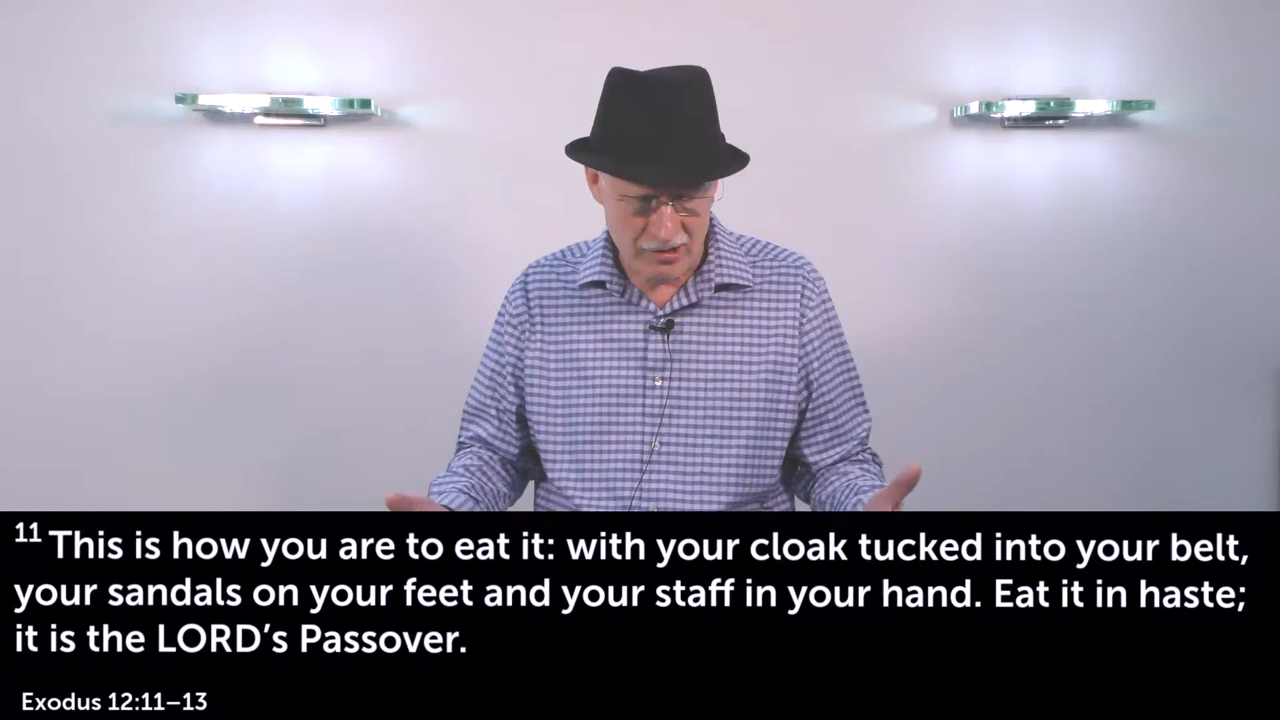 11 This is how you are to eat it: with your cloak tucked into your belt,
your sandals on your feet and your staff in your hand. Eat it in haste;
it is the LORD’s Passover.
Exodus 12:11–13